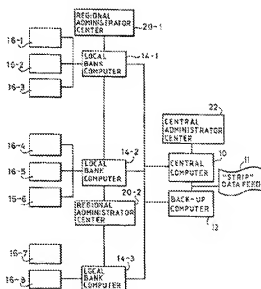 REGIONAL
ADMINISTRATOR
CENTER
20-1
16-1
16-2
16-3
LOCAL
BANK
COMPUTER
14-1
22
CENTRAL
ADMINISTRATOR
CENTER
11
16-4
16-5
16-6
LOCAL
BANK
COMPUTER
14-2
20-2
REGIONAL
ADMINISTRATOR
CENTER
10
CENTRAL
COMPUTER
"STRIP"
DATA FEED
BACK-UP
COMPUTER
12
16-7
16-8
14-3
LOCAL
BANK
COMPUTER